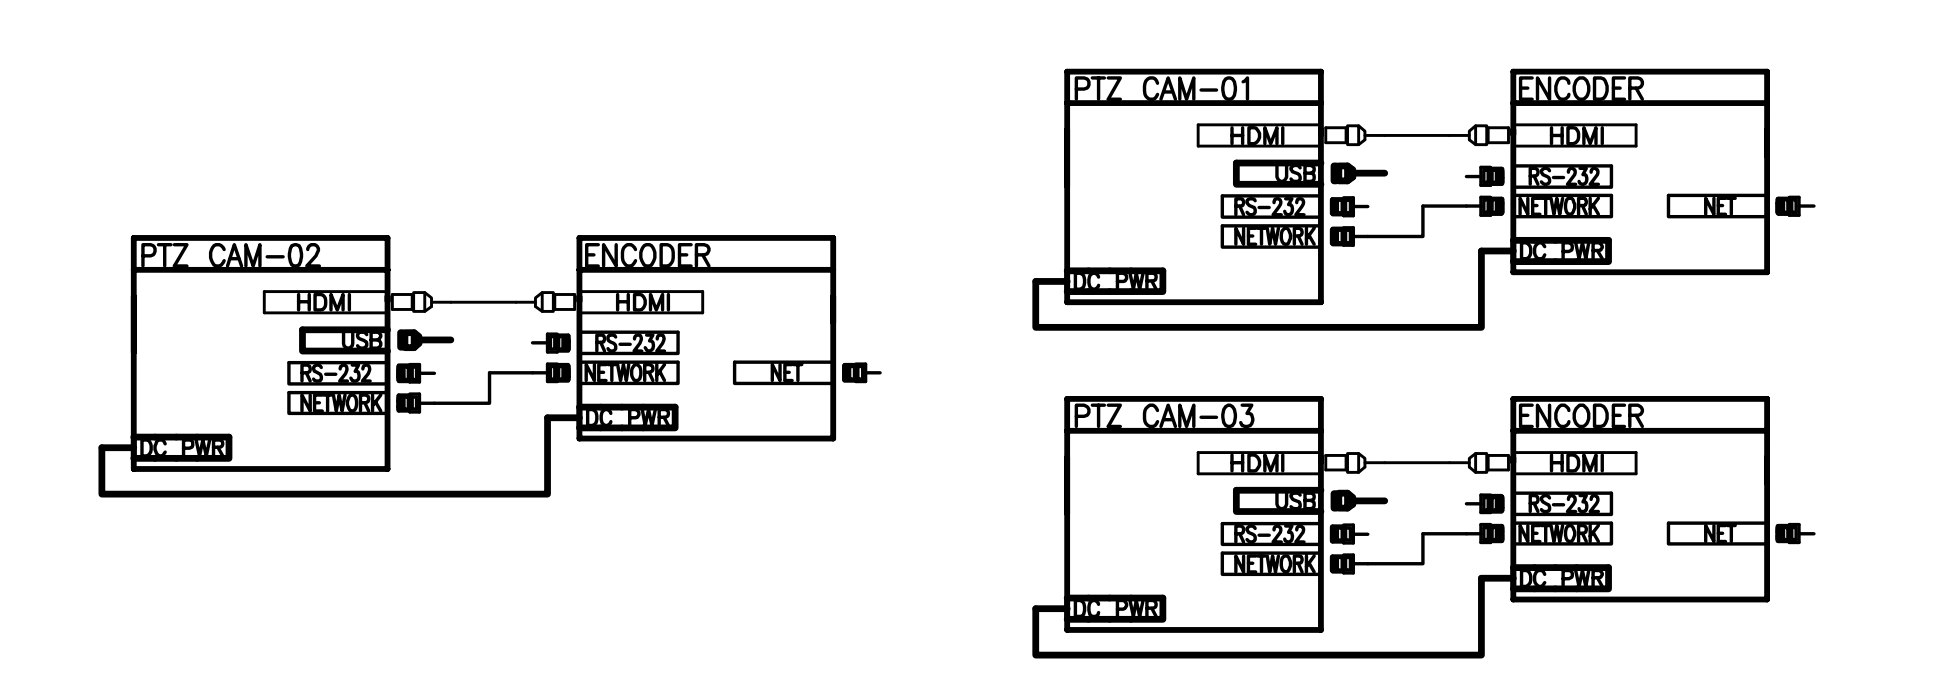 PTZ CAM-02
HDMI
USB
RS-232
NETWORK
DC PWR
ENCODER
HDMI
RS-232
NETWORK
NET
DC PWR
PTZ CAM-01
HDMI
USB
RS-232
NETWORK
DC PWR
ENCODER
HDMI
RS-232
NETWORK
NET
DC PWR
PTZ CAM-03
HDMI
USB
RS-232
NETWORK
DC PWR
ENCODER
HDMI
RS-232
NETWORK
NET
DC PWR